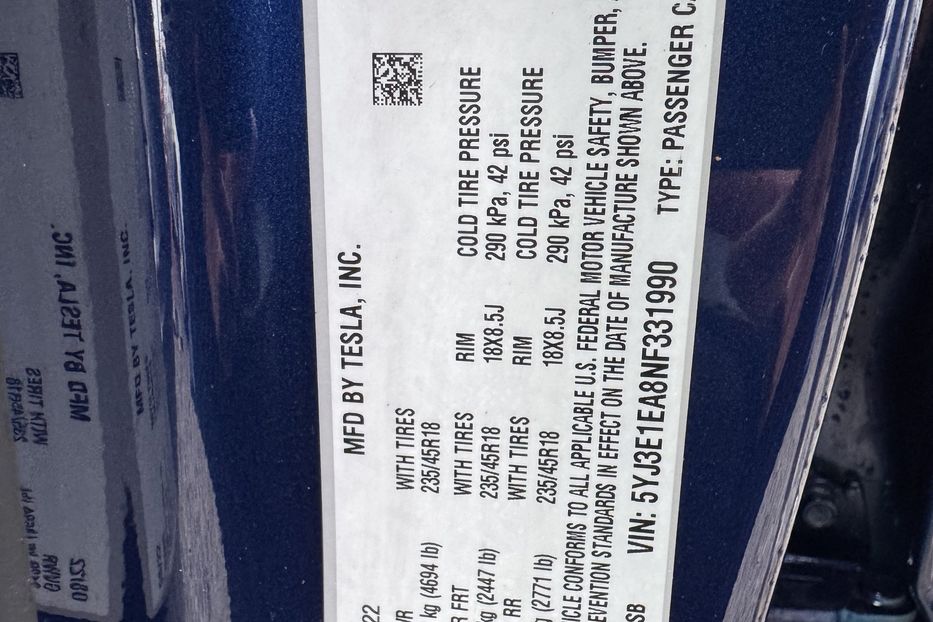 MFD BY TESLA, INC.
22
WITH TIRES
kg (4694 lb) 235/45R18
FRT WITH TIRES RIM COLD TIRE PRESSURE
(2447 lb) 235/45R18 18X8.5J 290 kPa, 42 psi
RR WITH TIRES RIM COLD TIRE PRESSURE
(2771 lb) 235/45R18 18X8.5J 290 kPa, 42 psi
CONFORMS TO ALL APPLICABLE U.S. FEDERAL MOTOR VEHICLE SAFETY, BUMPER,
STANDARDS IN EFFECT ON THE DATE OF MANUFACTURE SHOWN ABOVE.
SB VIN: 5YJ3E1EA8NF331990 TYPE: PASSENGER
MFD BY TESLA, INC.
MFD BY TESLA, INC.